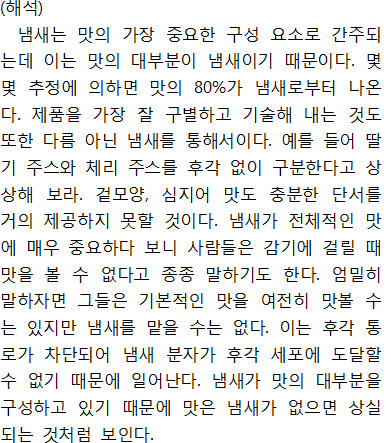 (해석)
냄새는 맛의 가장 중요한 구성 요소로 간주되
는데 이는 맛의 대부분이 냄새이기 때문이다. 몇
몇 추정에 의하면 맛의 80%가 냄새로부터 나온
다. 제품을 가장 잘 구별하고 기술해 내는 것도
또한 다름 아닌 냄새를 통해서이다. 예를 들어 딸
기 주스와 체리 주스를 후각 없이 구분한다고 상
상해 보라. 겉모양, 심지어 맛도 충분한 단서를
거의 제공하지 못할 것이다. 냄새가 전체적인 맛
에 매우 중요하다 보니 사람들은 감기에 걸릴 때
맛을 볼 수 없다고 종종 말하기도 한다. 엄밀히
말하자면 그들은 기본적인 맛을 여전히 맛볼 수
는 있지만 냄새를 맡을 수는 없다. 이는 후각 통
로가 차단되어 냄새 분자가 후각 세포에 도달할
수 없기 때문에 일어난다. 냄새가 맛의 대부분을
구성하고 있기 때문에 맛은 냄새가 없으면 상실
되는 것처럼 보인다.